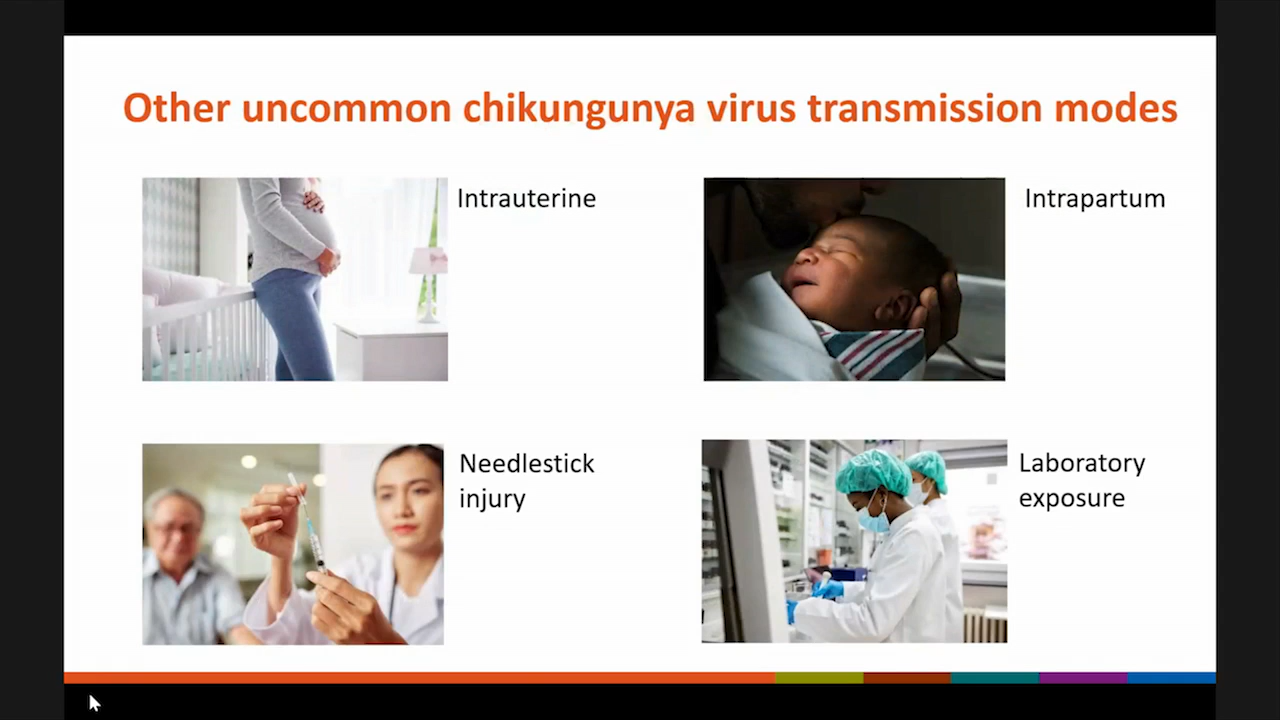 Other uncommon chikungunya virus transmission modes
Intrauterine
Intrapartum
Needlestick
injury
Laboratory
exposure